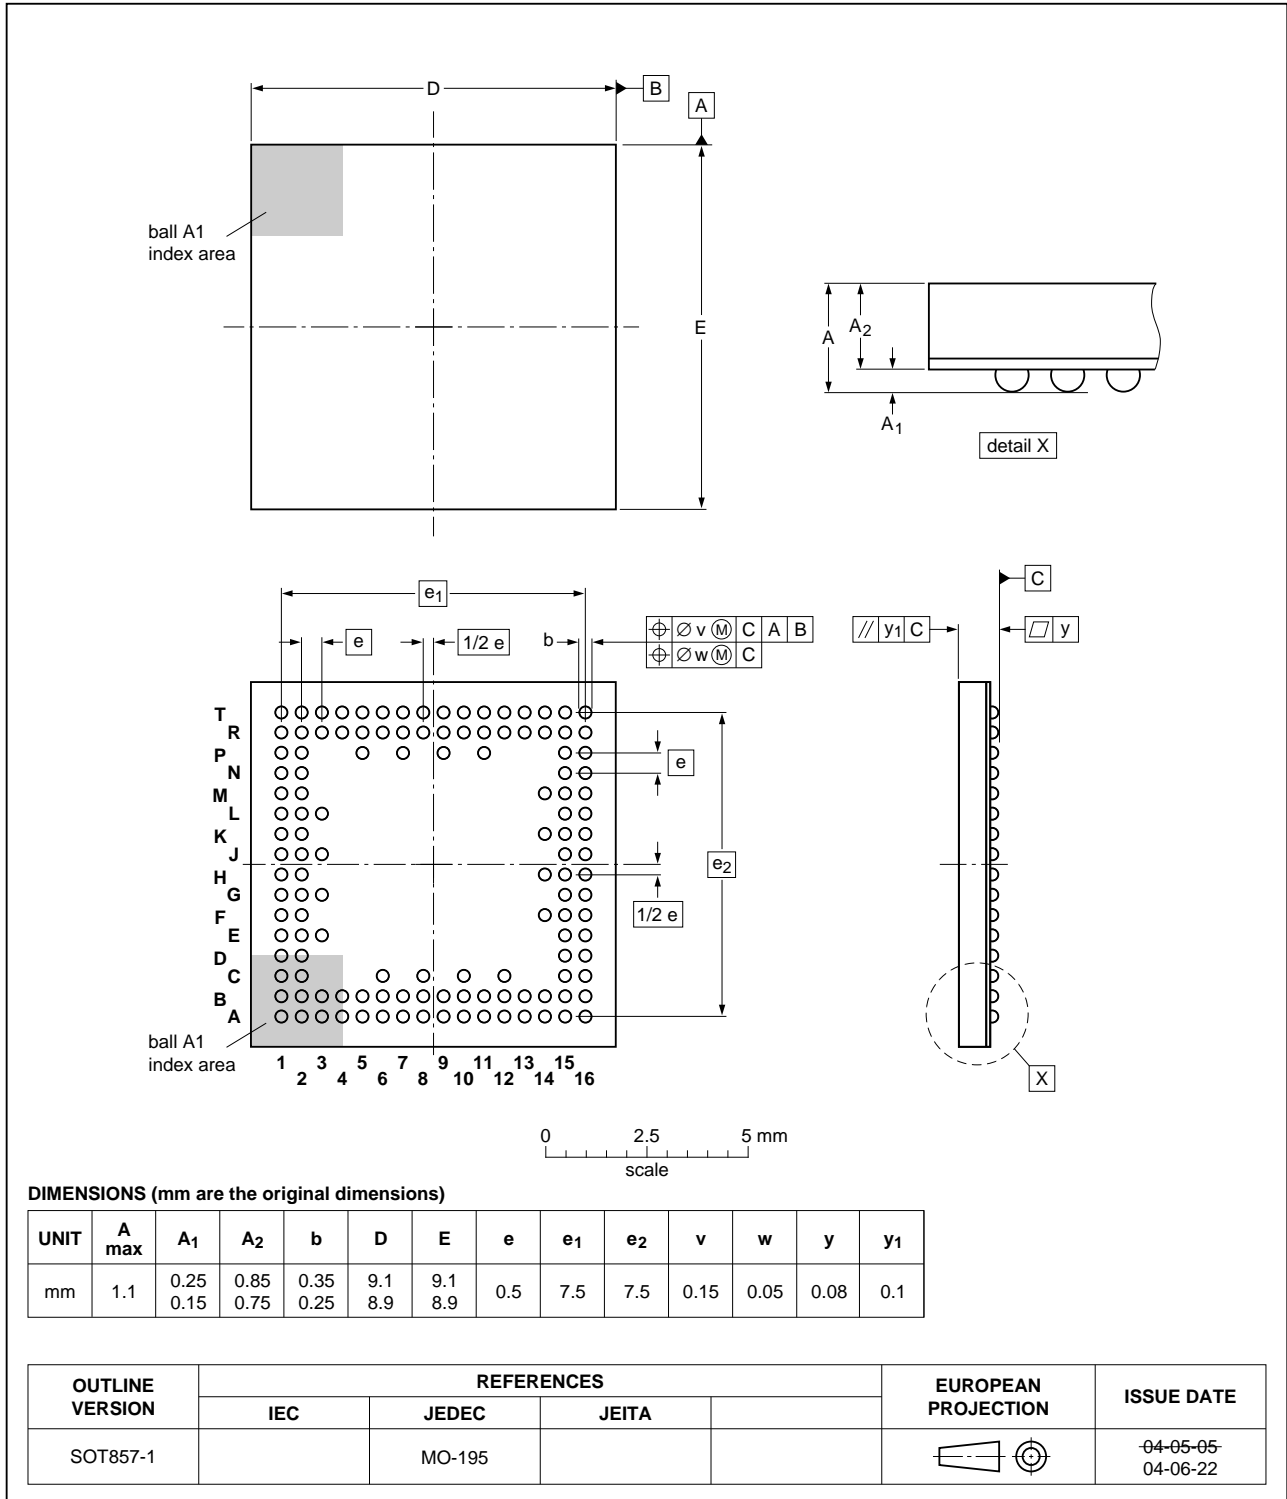 D
B
A
ball A1
index area
E
A
A2
A1
detail X
e1
e
1/2 e
b
Ø v M C A B
Ø w M C
C
// y1 C
y
T
R
P
N
M
L
K
J
H
G
F
E
D
C
B
A
e
e2
1/2 e
ball A1
index area
1 3 5 7 9 11 13 15
2 4 6 8 10 12 14 16
X
0 2.5 5 mm
scale
DIMENSIONS (mm are the original dimensions)
UNIT A max A1 A2 b D E e e1 e2 v w y y1
mm 1.1 0.25 0.15 0.85 0.75 0.35 0.25 9.1 8.9 9.1 8.9 0.5 7.5 7.5 0.15 0.05 0.08 0.1
OUTLINE VERSION REFERENCES EUROPEAN PROJECTION ISSUE DATE
IEC JEDEC JEITA
SOT857-1 MO-195 04-05-05
04-06-22